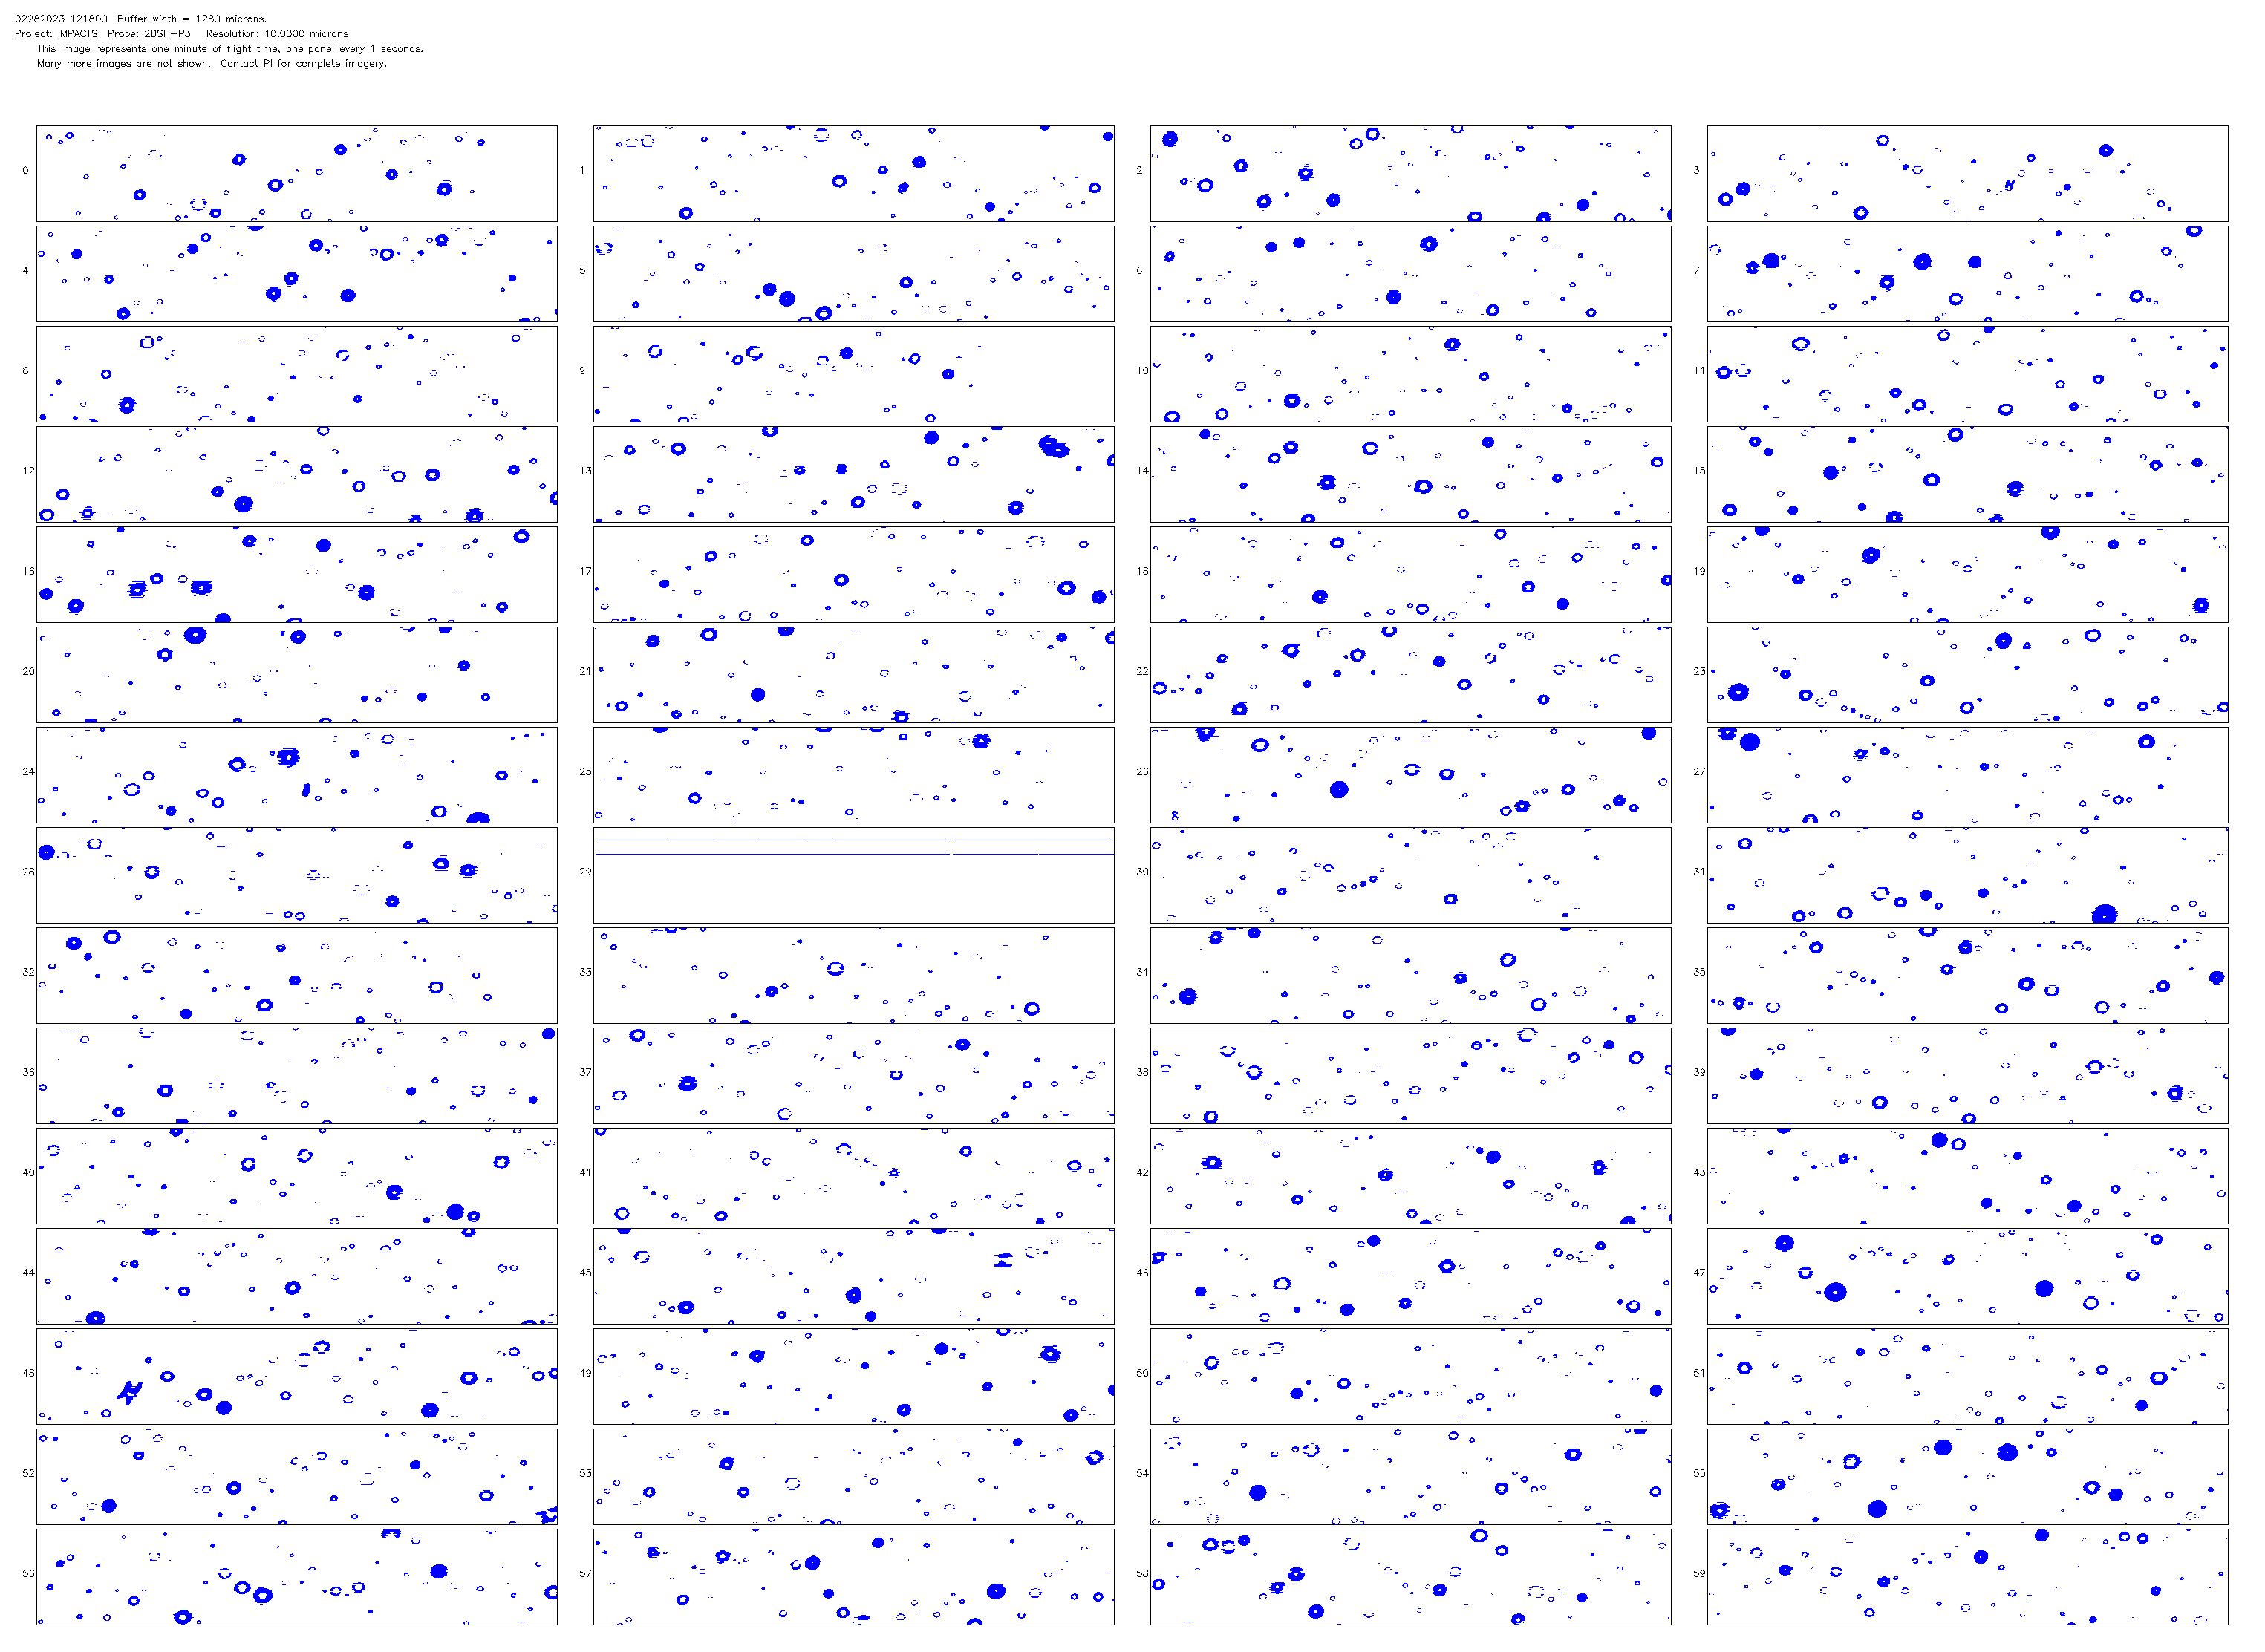 02282023 121800 Buffer width = 1280 microns.
Project: IMPACTS Probe: 2DSH-P3 Resolution: 10.0000 microns
This image represents one minute of flight time, one panel every 1 seconds.
Many more images are not shown. Contact PI for complete imagery.
0 1 2 3
4 5 6 7
8 9 10 11
12 13 14 15
16 17 18 19
20 21 22 23
24 25 26 27
28 29 30 31
32 33 34 35
36 37 38 39
40 41 42 43
44 45 46 47
48 49 50 51
52 53 54 55
56 57 58 59